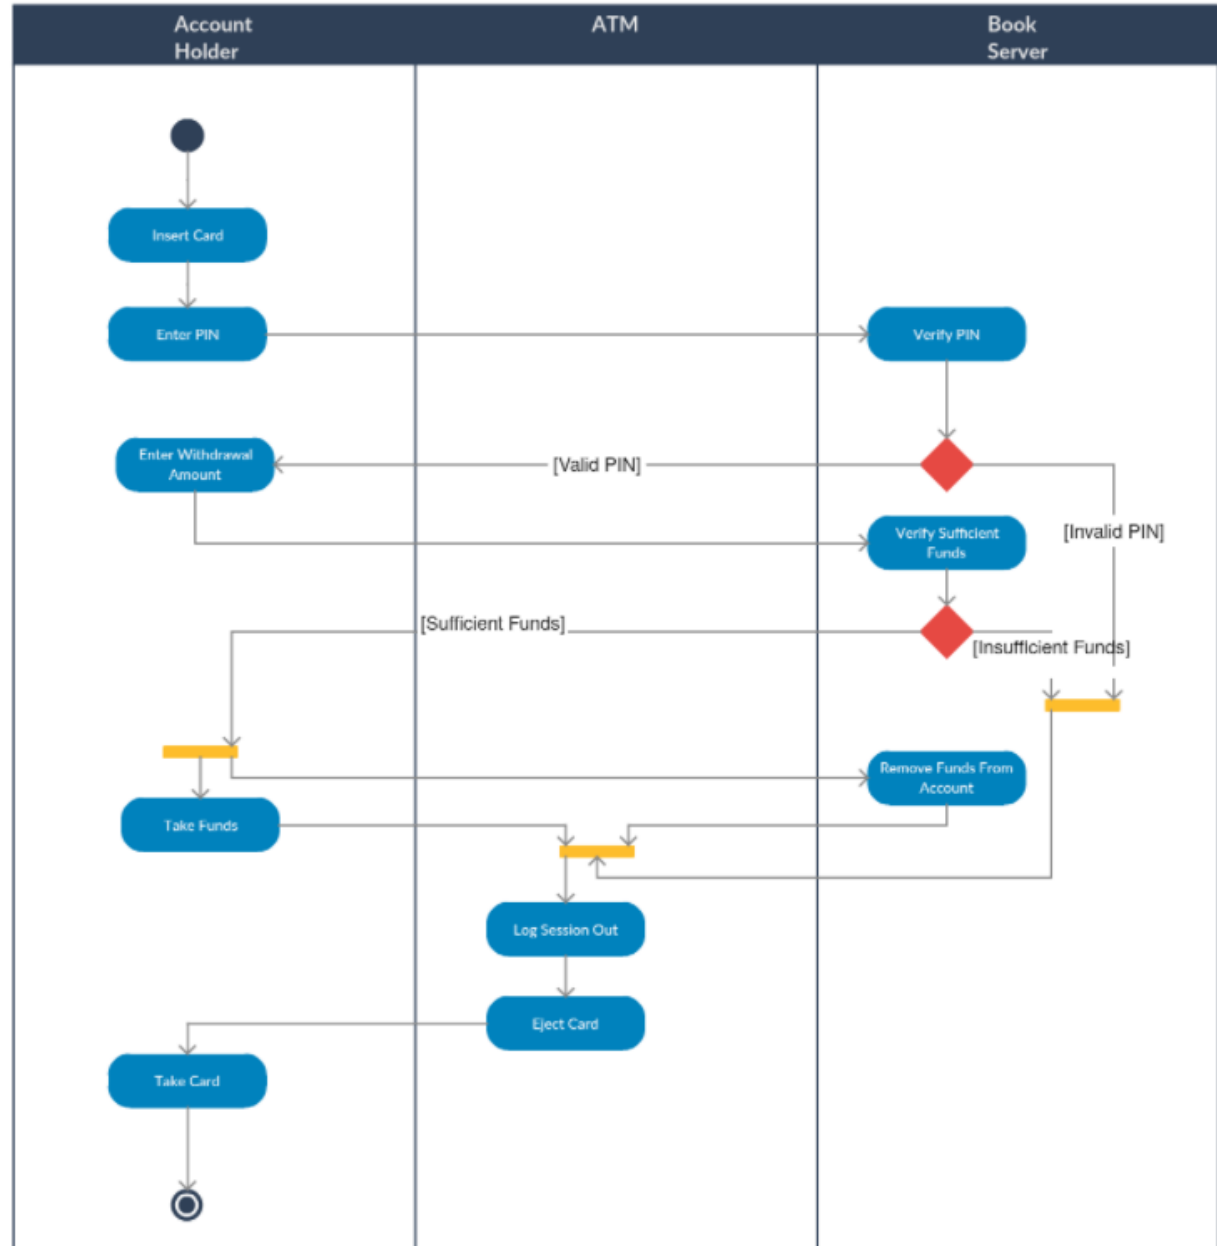 Account
Holder
ATM
Book
Server
Insert Card
Enter PIN
Verify PIN
Enter Withdrawal
Amount
[Valid PIN]
Verify Sufficient
Funds
[Invalid PIN]
[Sufficient Funds]
[Insufficient Funds]
Remove Funds From
Account
Take Funds
Log Session Out
Eject Card
Take Card